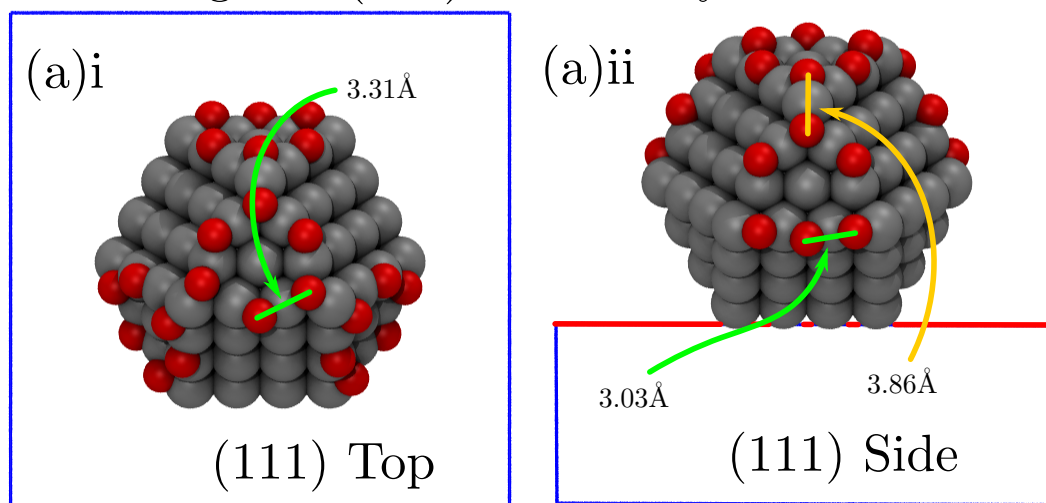 (a)i
3.31Å
(111) Top
(a)ii
3.03Å
3.86Å
(111) Side